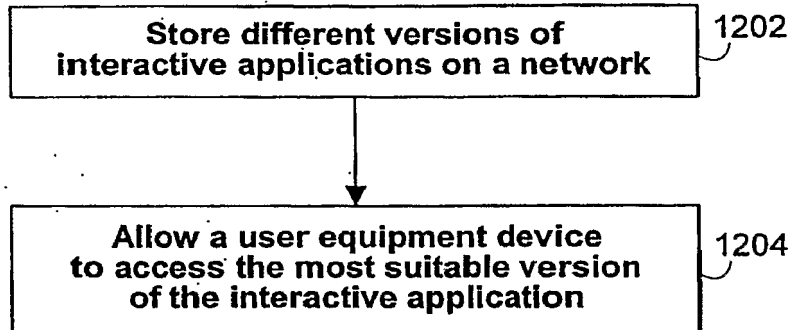 Store different versions of
interactive applications on a network
1202
Allow a user equipment device
to access the most suitable version
of the interactive application
1204